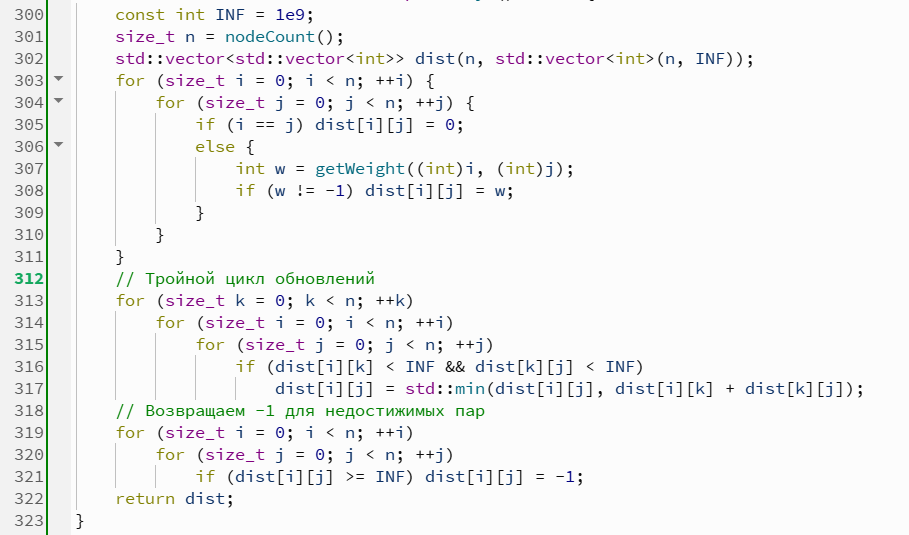 300 const int INF = 1e9;
301 size_t n = nodeCount();
302 std::vector<std::vector<int>> dist(n, std::vector<int>(n, INF));
303 for (size_t i = 0; i < n; ++i) {
304 for (size_t j = 0; j < n; ++j) {
305 if (i == j) dist[i][j] = 0;
306 else {
307 int w = getWeight((int)i, (int)j);
308 if (w != -1) dist[i][j] = w;
309 }
310 }
311 }
312 // Тройной цикл обновлений
313 for (size_t k = 0; k < n; ++k)
314 for (size_t i = 0; i < n; ++i)
315 for (size_t j = 0; j < n; ++j)
316 if (dist[i][k] < INF && dist[k][j] < INF)
317 dist[i][j] = std::min(dist[i][j], dist[i][k] + dist[k][j]);
318 // Возвращаем -1 для недостижимых пар
319 for (size_t i = 0; i < n; ++i)
320 for (size_t j = 0; j < n; ++j)
321 if (dist[i][j] >= INF) dist[i][j] = -1;
322 return dist;
323 }